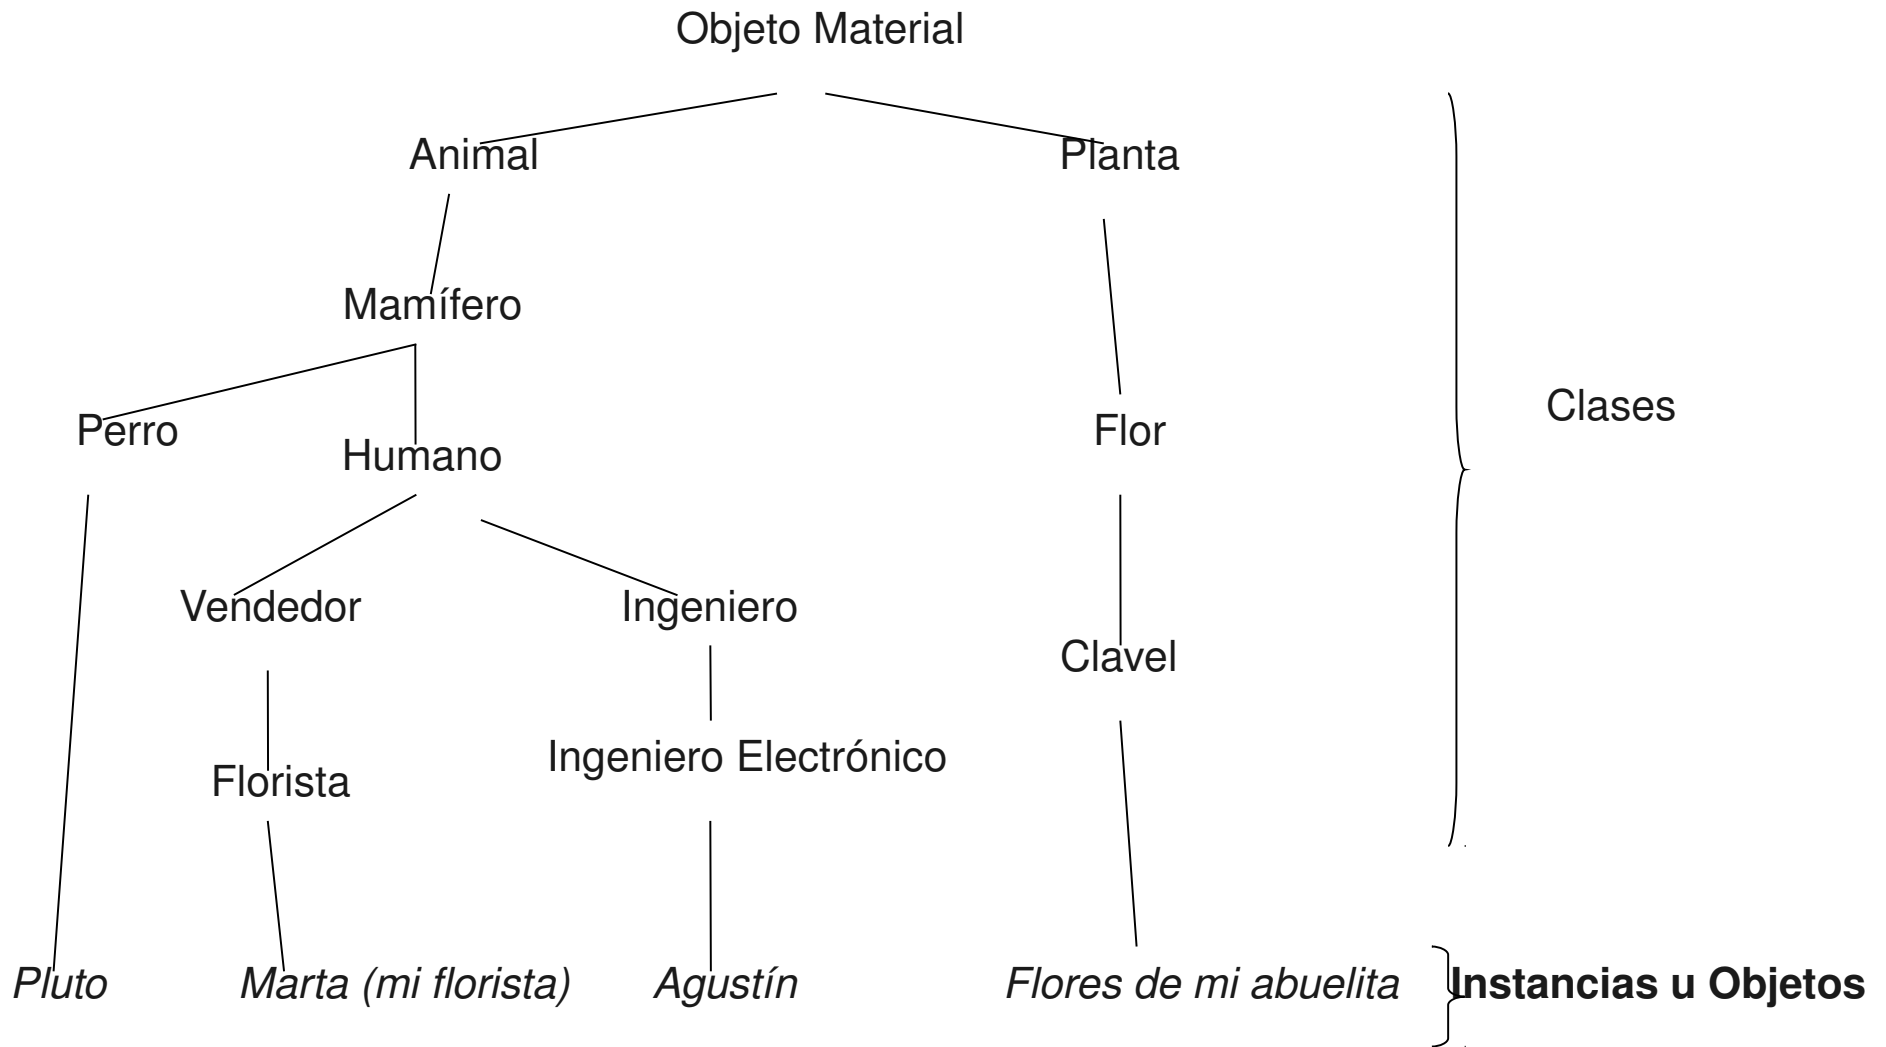 Objeto Material
Animal
Planta
Mamífero
Clases
Perro
Flor
Humano
Vendedor
Ingeniero
Clavel
Ingeniero Electrónico
Florista
Pluto
Marta (mi florista)
Agustín
Flores de mi abuelita
Instancias u Objetos